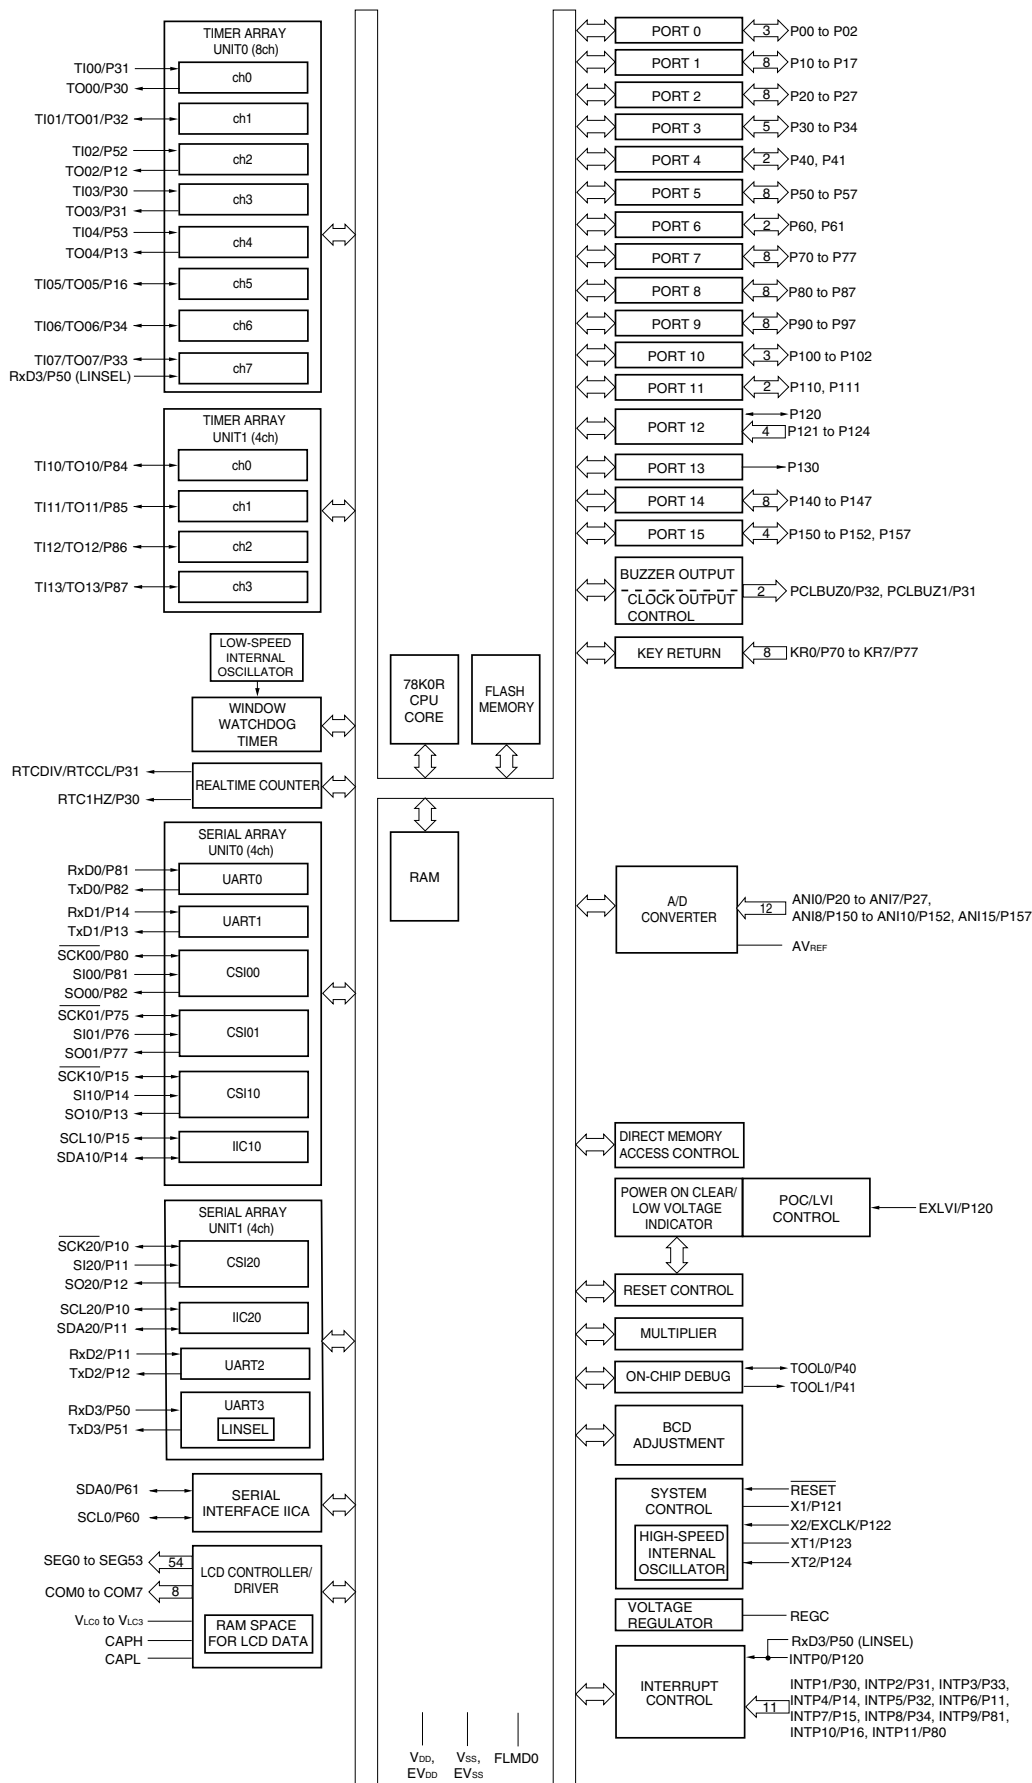 TIMER ARRAY
UNIT0 (8ch)
TI00/P31
TO00/P30
ch0
TI01/TO01/P32
ch1
TI02/P52
TO02/P12
ch2
TI03/P30
TO03/P31
ch3
TI04/P53
TO04/P13
ch4
TI05/TO05/P16
ch5
TI06/TO06/P34
ch6
TI07/TO07/P33
RxD3/P50 (LINSEL)
ch7
TIMER ARRAY
UNIT1 (4ch)
TI10/TO10/P84
ch0
TI11/TO11/P85
ch1
TI12/TO12/P86
ch2
TI13/TO13/P87
ch3
LOW-SPEED
INTERNAL
OSCILLATOR
WINDOW
WATCHDOG
TIMER
RTCDIV/RTCCL/P31
RTC1HZ/P30
REALTIME COUNTER
SERIAL ARRAY
UNIT0 (4ch)
RxD0/P81
TxD0/P82
UART0
RxD1/P14
TxD1/P13
UART1
SCK00/P80
SI00/P81
SO00/P82
CSI00
SCK01/P75
SI01/P76
SO01/P77
CSI01
SCK10/P15
SI10/P14
SO10/P13
CSI10
SCL10/P15
SDA10/P14
IIC10
SERIAL ARRAY
UNIT1 (4ch)
SCK20/P10
SI20/P11
SO20/P12
CSI20
SCL20/P10
SDA20/P11
IIC20
RxD2/P11
TxD2/P12
UART2
RxD3/P50
TxD3/P51
UART3
LINSEL
SDA0/P61
SCL0/P60
SERIAL
INTERFACE IICA
SEG0 to SEG53
54
COM0 to COM7
8
VLC0 to VLC3
CAPH
CAPL
LCD CONTROLLER/
DRIVER
RAM SPACE
FOR LCD DATA
78K0R
CPU
CORE
FLASH
MEMORY
RAM
VDD,
EVDD
VSS,
EVSS
FLMD0
PORT 0
3
P00 to P02
PORT 1
8
P10 to P17
PORT 2
8
P20 to P27
PORT 3
5
P30 to P34
PORT 4
2
P40, P41
PORT 5
8
P50 to P57
PORT 6
2
P60, P61
PORT 7
8
P70 to P77
PORT 8
8
P80 to P87
PORT 9
8
P90 to P97
PORT 10
3
P100 to P102
PORT 11
2
P110, P111
PORT 12
P120
4
P121 to P124
PORT 13
P130
PORT 14
8
P140 to P147
PORT 15
4
P150 to P152, P157
BUZZER OUTPUT
CLOCK OUTPUT
CONTROL
2
PCLBUZ0/P32, PCLBUZ1/P31
KEY RETURN
8
KR0/P70 to KR7/P77
A/D
CONVERTER
12
ANI0/P20 to ANI7/P27,
ANI8/P150 to ANI10/P152, ANI15/P157
AVREF
DIRECT MEMORY
ACCESS CONTROL
POWER ON CLEAR/
LOW VOLTAGE
INDICATOR
POC/LVI
CONTROL
EXLVI/P120
RESET CONTROL
MULTIPLIER
ON-CHIP DEBUG
TOOL0/P40
TOOL1/P41
BCD
ADJUSTMENT
SYSTEM
CONTROL
HIGH-SPEED
INTERNAL
OSCILLATOR
RESET
X1/P121
X2/EXCLK/P122
XT1/P123
XT2/P124
VOLTAGE
REGULATOR
REGC
INTERRUPT
CONTROL
RxD3/P50 (LINSEL)
INTP0/P120
11
INTP1/P30, INTP2/P31, INTP3/P33,
INTP4/P14, INTP5/P32, INTP6/P11,
INTP7/P15, INTP8/P34, INTP9/P81,
INTP10/P16, INTP11/P80